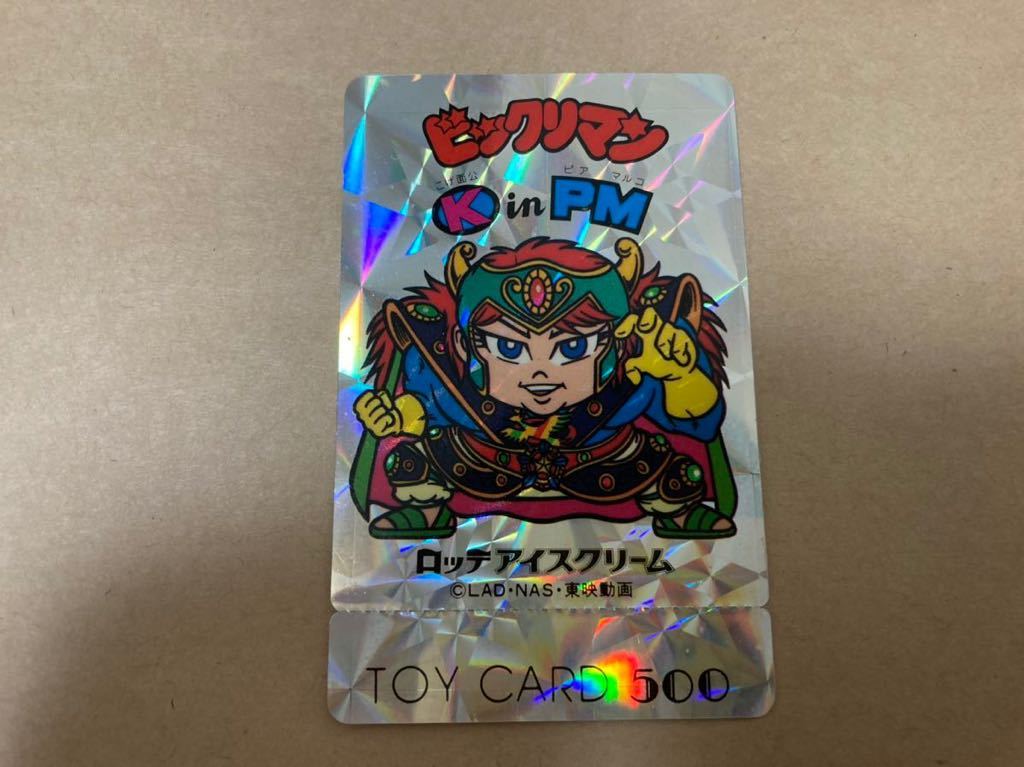 ビックリマン
こけ面公 ピア マルコ
K in PM
ロッテアイスクリーム
©LAD・NAS・東映動画
TOY CARD 500